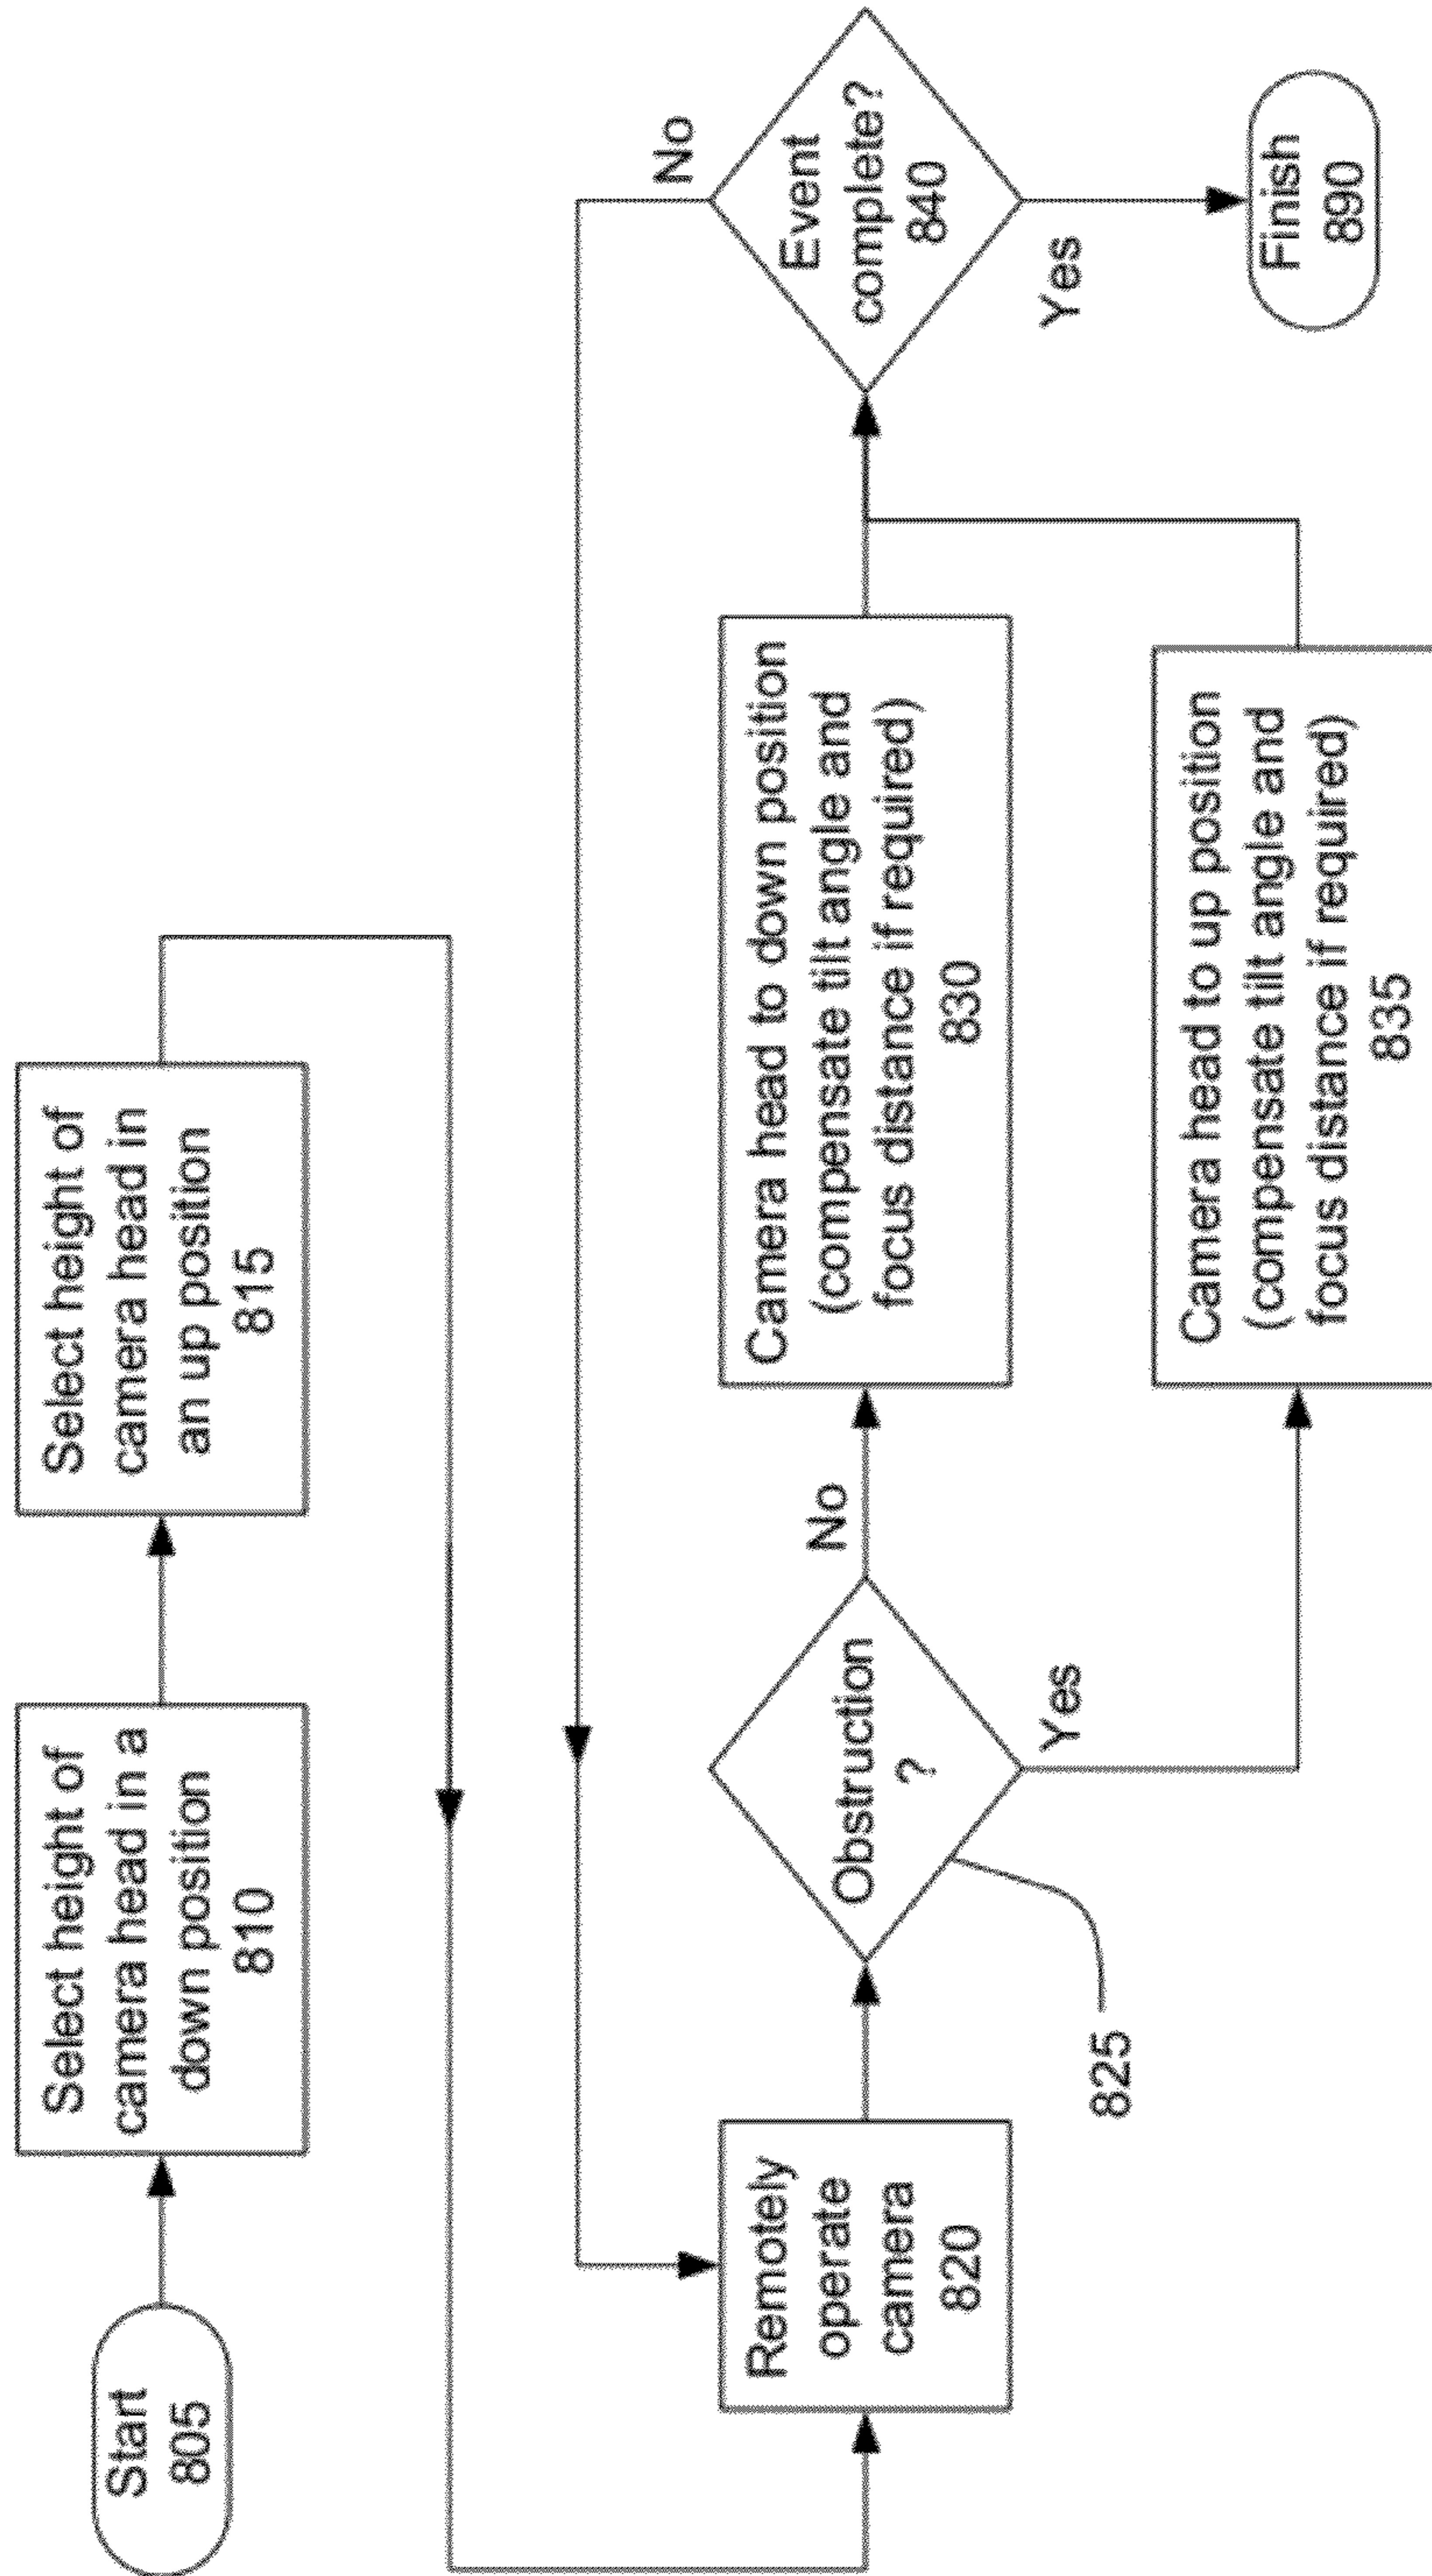 Start
805
Select height of
camera head in a
down position
810
Select height of
camera head in
an up position
815
Remotely
operate
camera
820
Obstruction
?
825
No
Yes
Camera head to down position
(compensate tilt angle and
focus distance if required)
830
Camera head to up position
(compensate tilt angle and
focus distance if required)
835
Event
complete?
840
No
Yes
Finish
890